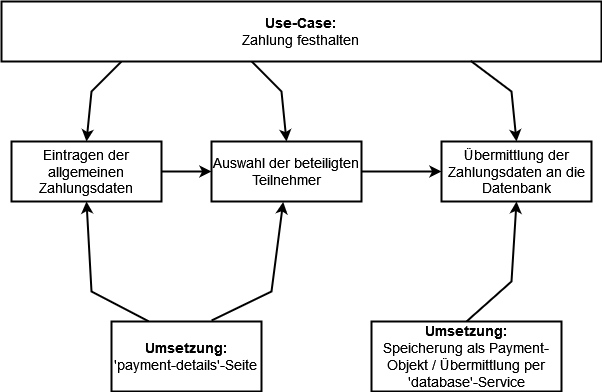 Use-Case:
Zahlung festhalten
Eintragen der
allgemeinen
Zahlungsdaten
Auswahl der beteiligten
Teilnehmer
Übermittlung der
Zahlungsdaten an die
Datenbank
Umsetzung:
'payment-details'-Seite
Umsetzung:
Speicherung als Payment-
Objekt / Übermittlung per
'database'-Service